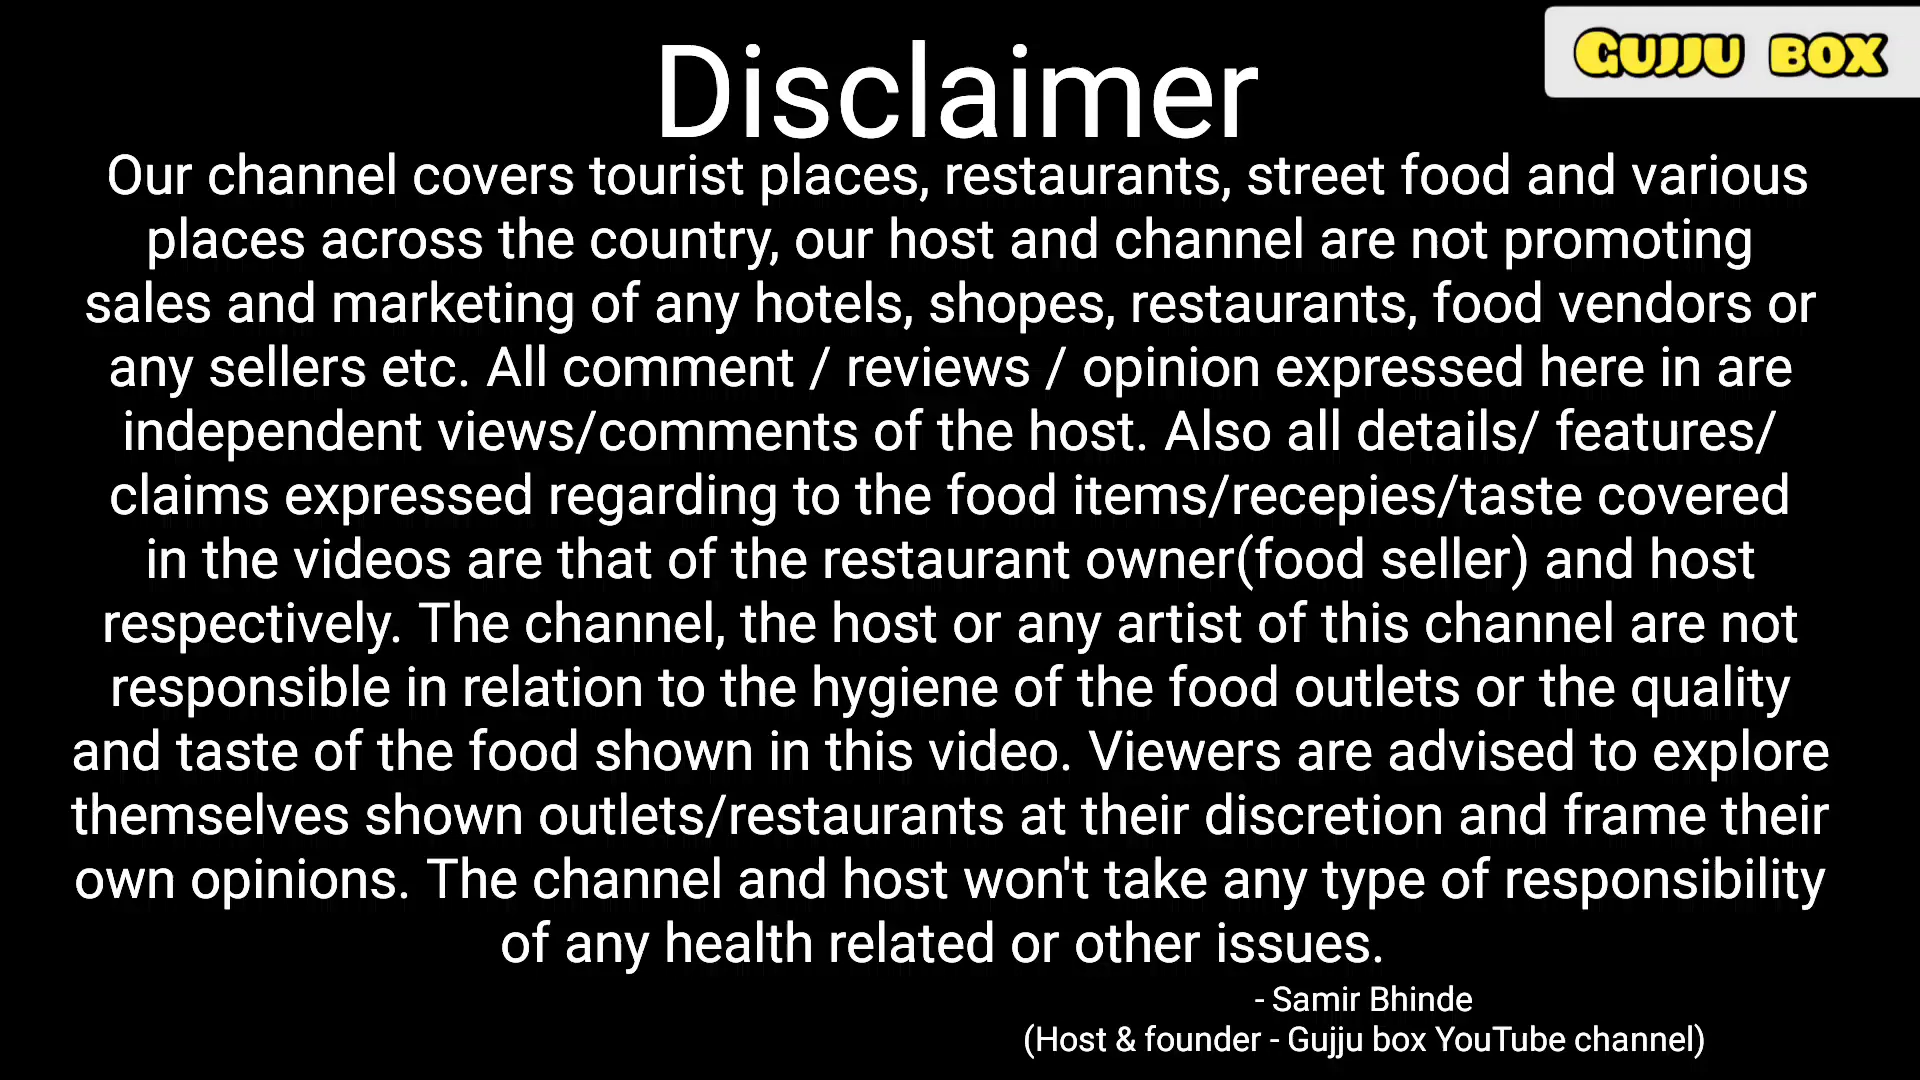 GUJJU BOX
Disclaimer
Our channel covers tourist places, restaurants, street food and various
places across the country, our host and channel are not promoting
sales and marketing of any hotels, shopes, restaurants, food vendors or
any sellers etc. All comment / reviews / opinion expressed here in are
independent views/comments of the host. Also all details/ features/
claims expressed regarding to the food items/recepies/taste covered
in the videos are that of the restaurant owner(food seller) and host
respectively. The channel, the host or any artist of this channel are not
responsible in relation to the hygiene of the food outlets or the quality
and taste of the food shown in this video. Viewers are advised to explore
themselves shown outlets/restaurants at their discretion and frame their
own opinions. The channel and host won't take any type of responsibility
of any health related or other issues.
- Samir Bhinde
(Host & founder - Gujju box YouTube channel)